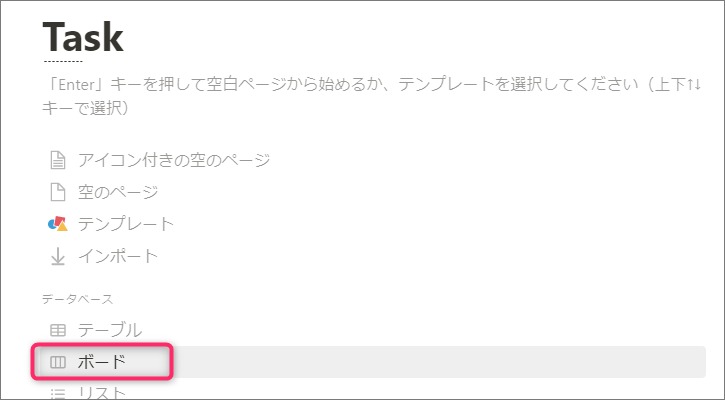 Task
「Enter」キーを押して空白ページから始めるか、テンプレートを選択してください（上下↑↓
キーで選択）
アイコン付きの空のページ
空のページ
テンプレート
インポート
データベース
テーブル
ボード
リスト